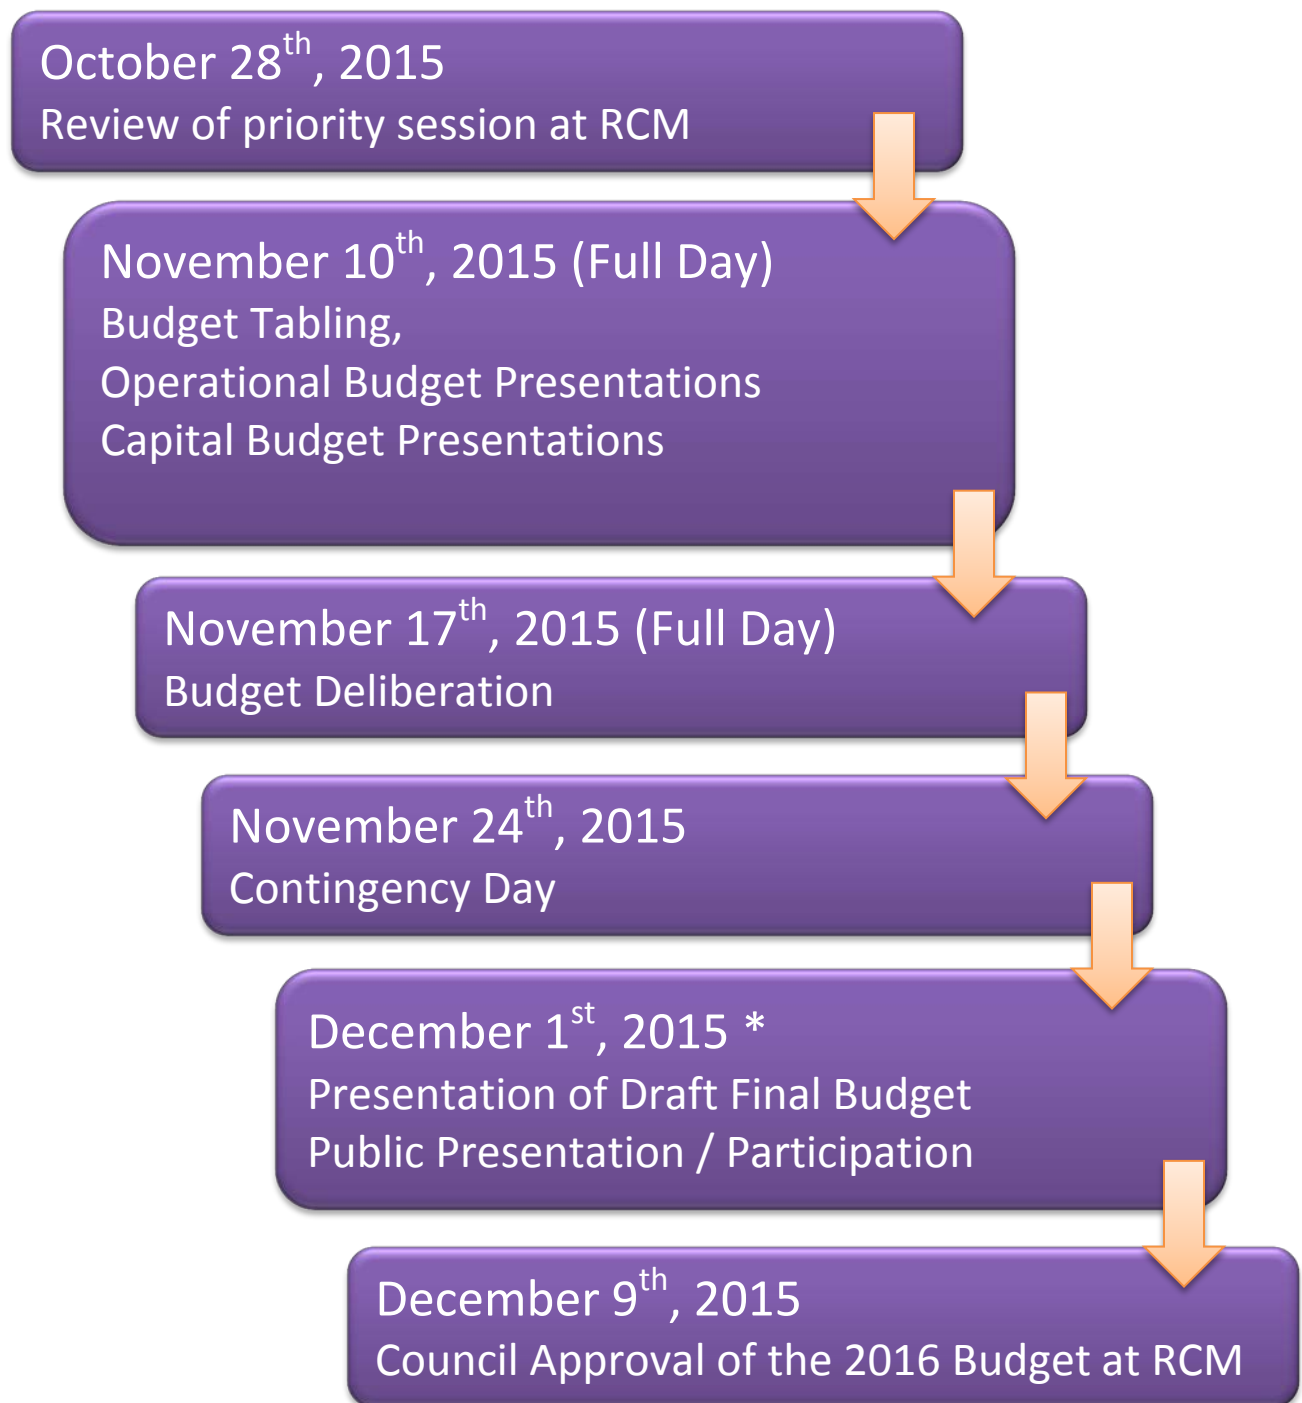 October 28th, 2015
Review of priority session at RCM
November 10th, 2015 (Full Day)
Budget Tabling,
Operational Budget Presentations
Capital Budget Presentations
November 17th, 2015 (Full Day)
Budget Deliberation
November 24th, 2015
Contingency Day
December 1st, 2015 *
Presentation of Draft Final Budget
Public Presentation / Participation
December 9th, 2015
Council Approval of the 2016 Budget at RCM